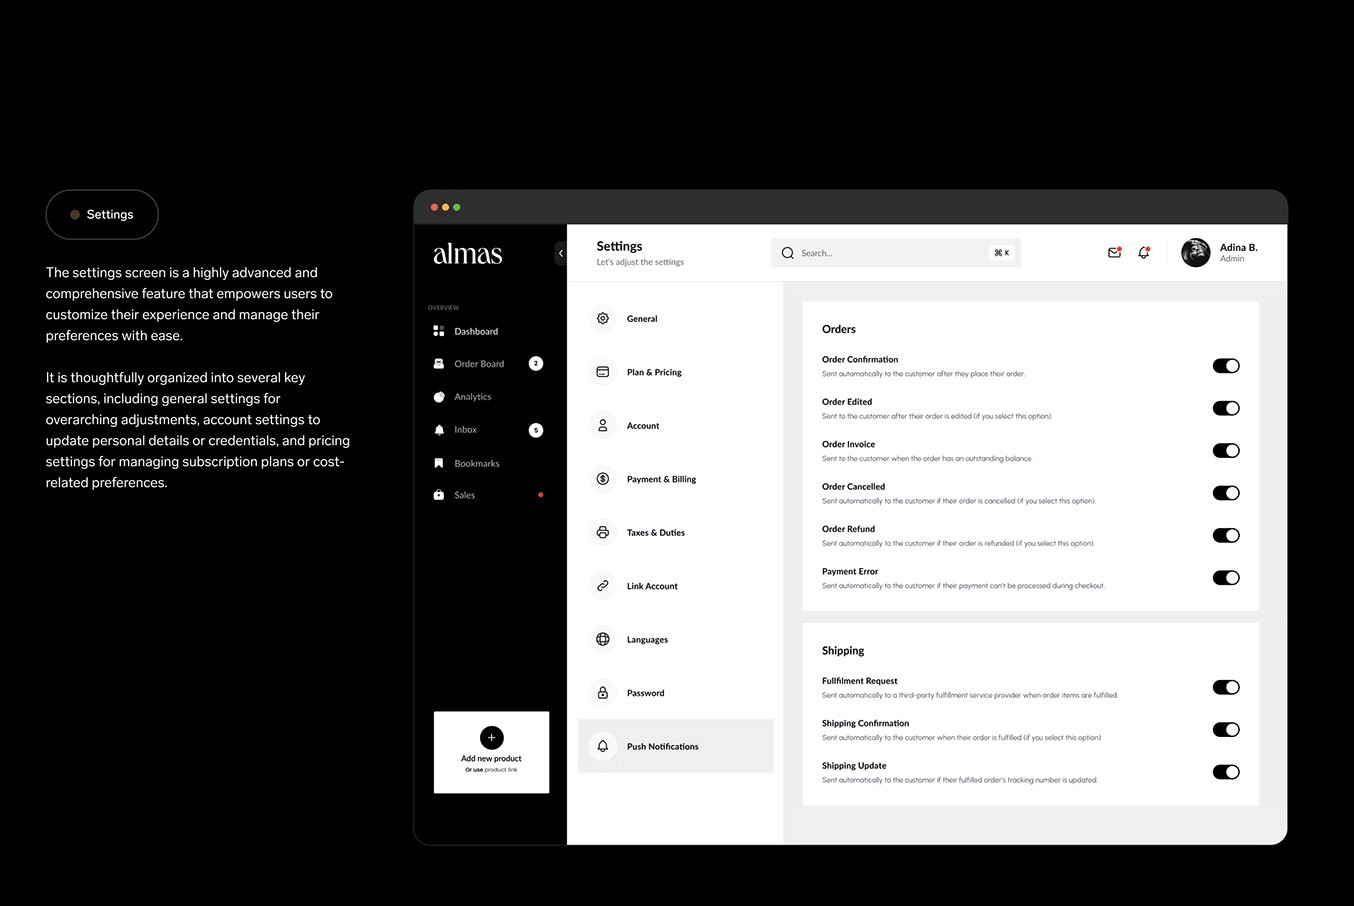 Settings
The settings screen is a highly advanced and
comprehensive feature that empowers users to
customize their experience and manage their
preferences with ease.
It is thoughtfully organized into several key
sections, including general settings for
overarching adjustments, account settings to
update personal details or credentials, and pricing
settings for managing subscription plans or cost-
related preferences.
almas
OVERVIEW
Dashboard
Order Board 2
Analytics
Inbox 5
Bookmarks
Sales
+
Add new product
Or use product link
Settings
Let's adjust the settings
Search...
⌘ K
Adina B.
Admin
General
Plan & Pricing
Account
Payment & Billing
Taxes & Duties
Link Account
Languages
Password
Push Notifications
Orders
Order Confirmation
Sent automatically to the customer after they place their order.
Order Edited
Sent to the customer after their order is edited (if you select this option).
Order Invoice
Sent to the customer when the order has an outstanding balance.
Order Cancelled
Sent automatically to the customer if their order is cancelled (if you select this option).
Order Refund
Sent automatically to the customer if their order is refunded (if you select this option).
Payment Error
Sent automatically to the customer if their payment can't be processed during checkout.
Shipping
Fullfilment Request
Sent automatically to a third-party fulfillment service provider when order items are fulfilled.
Shipping Confirmation
Sent automatically to the customer when their order is fulfilled (if you select this option).
Shipping Update
Sent automatically to the customer if their fulfilled order's tracking number is updated.